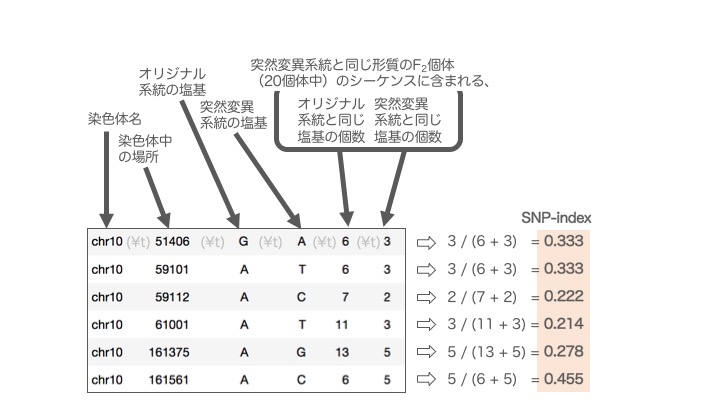 突然変異系統と同じ形質のF₂個体
（20個体中）のシーケンスに含まれる、
オリジナル
系統の塩基
突然変異
系統の塩基
オリジナル
系統と同じ
塩基の個数
突然変異
系統と同じ
塩基の個数
染色体名
染色体中
の場所
SNP-index
chr10 (¥t) 51406 (¥t) G (¥t) A (¥t) 6 (¥t) 3 ⇨ 3 / (6 + 3) = 0.333
chr10 59101 A T 6 3 ⇨ 3 / (6 + 3) = 0.333
chr10 59112 A C 7 2 ⇨ 2 / (7 + 2) = 0.222
chr10 61001 A T 11 3 ⇨ 3 / (11 + 3) = 0.214
chr10 161375 A G 13 5 ⇨ 5 / (13 + 5) = 0.278
chr10 161561 A C 6 5 ⇨ 5 / (6 + 5) = 0.455